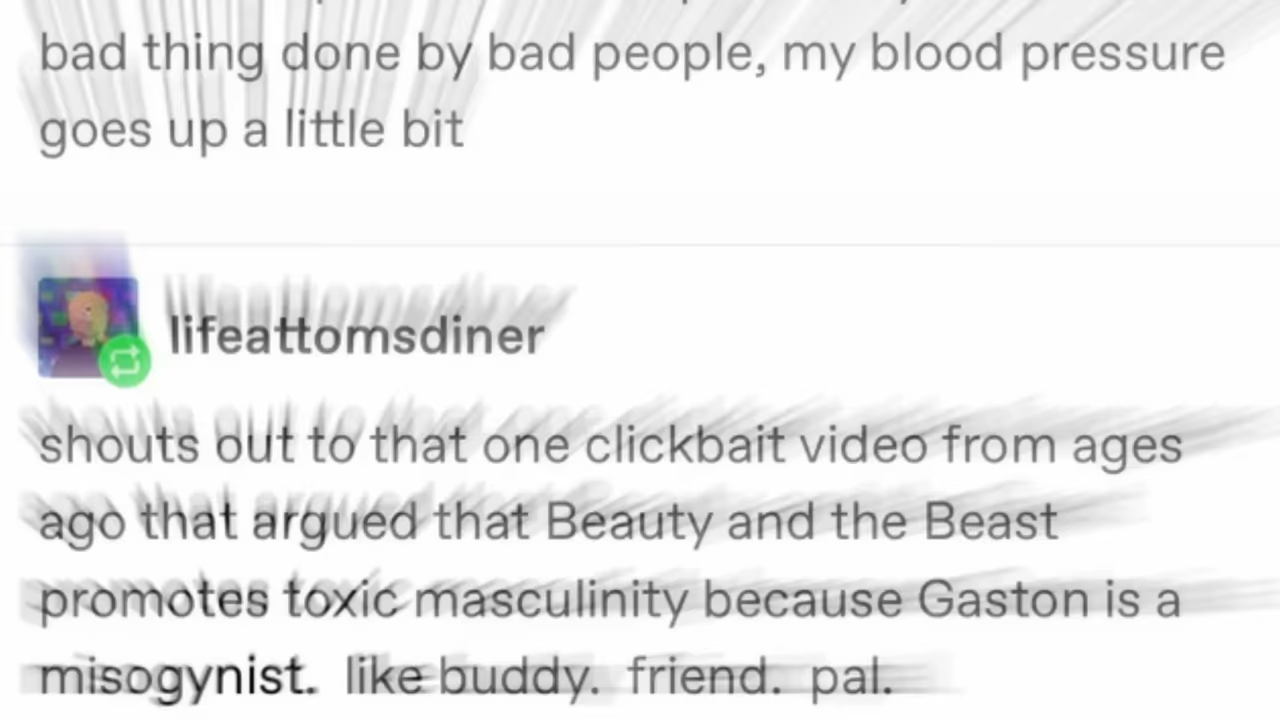 bad thing done by bad people, my blood pressure
goes up a little bit
lifeattomsdiner
shouts out to that one clickbait video from ages
ago that argued that Beauty and the Beast
promotes toxic masculinity because Gaston is a
misogynist. like buddy. friend. pal.